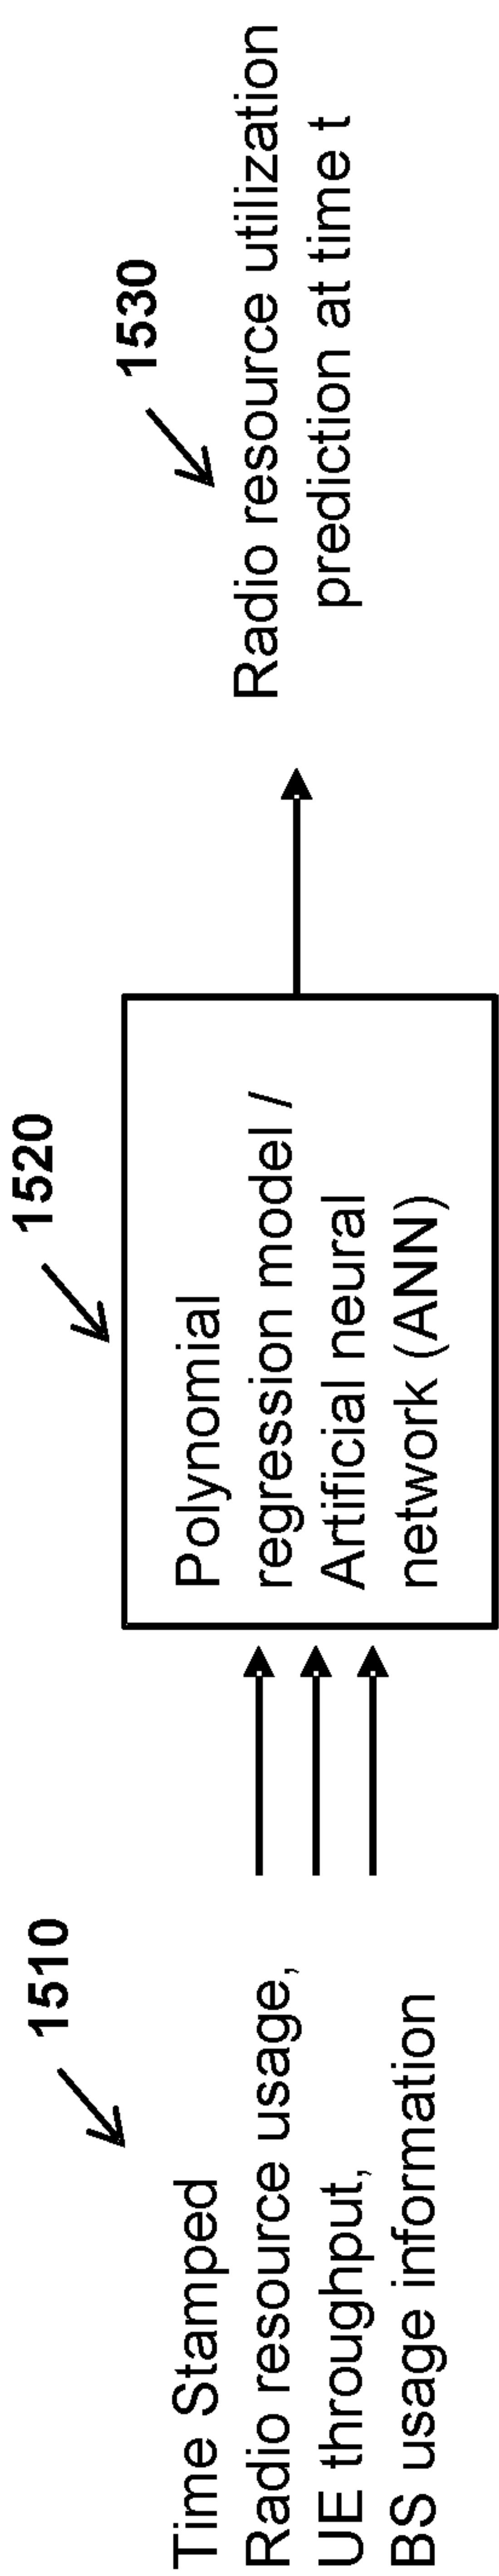 1510
Time Stamped
Radio resource usage,
UE throughput,
BS usage information
1520
Polynomial
regression model /
Artificial neural
network (ANN)
1530
Radio resource utilization
prediction at time t